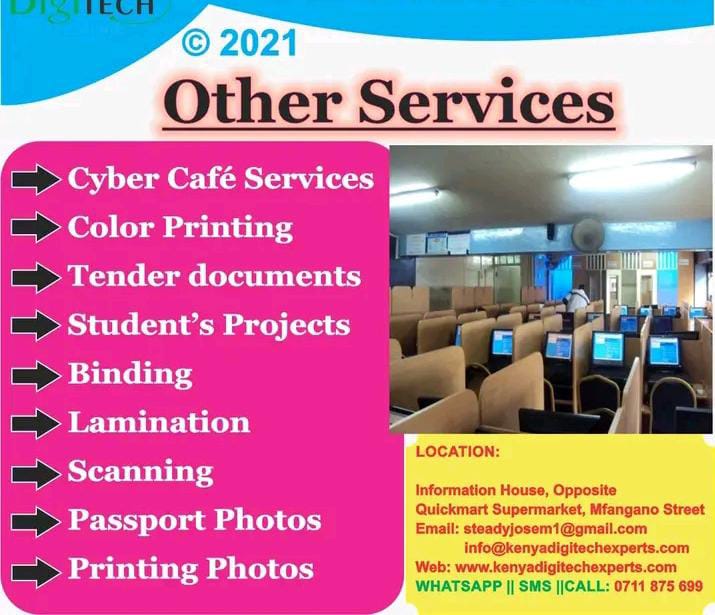 DigiTECH
© 2021
Other Services
Cyber Café Services
Color Printing
Tender documents
Student's Projects
Binding
Lamination
Scanning
Passport Photos
Printing Photos
LOCATION:
Information House, Opposite
Quickmart Supermarket, Mfangano Street
Email: steadyjosem1@gmail.com
info@kenyadigitechexperts.com
Web: www.kenyadigitechexperts.com
WHATSAPP || SMS ||CALL: 0711 875 699